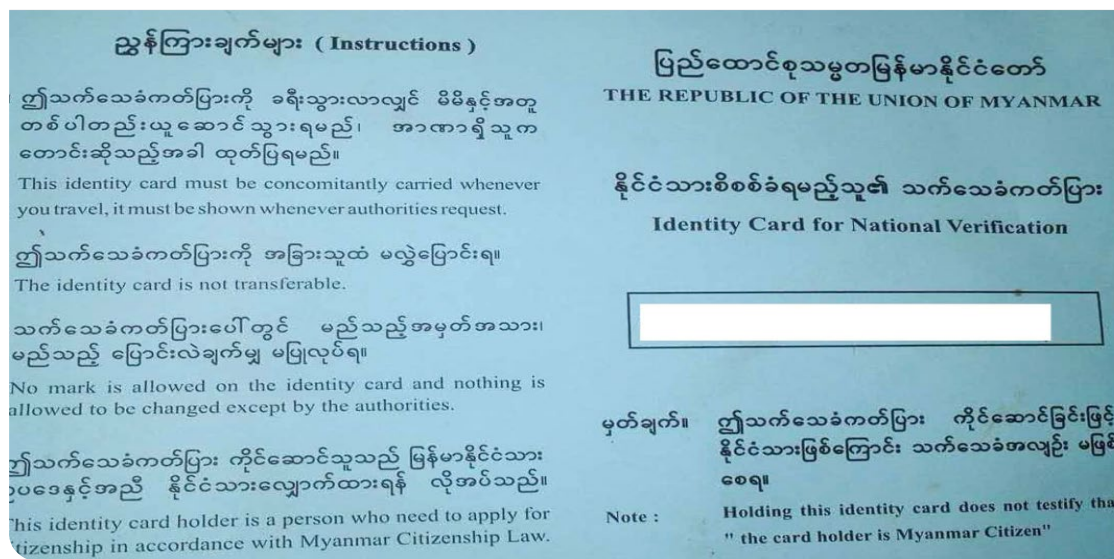 ညွှန်ကြားချက်များ ( Instructions )
ဤသက်သေခံကတ်ပြားကို ခရီးသွားလာလျှင် မိမိနှင့်အတူ
တစ်ပါတည်းယူဆောင်သွားရမည်၊ အာဏာရှိသူက
တောင်းဆိုသည့်အခါ ထုတ်ပြရမည်။
This identity card must be concomitantly carried whenever
you travel, it must be shown whenever authorities request.
ဤသက်သေခံကတ်ပြားကို အခြားသူထံ မလွှဲပြောင်းရ။
The identity card is not transferable.
သက်သေခံကတ်ပြားပေါ်တွင် မည်သည့်အမှတ်အသား၊
မည်သည့် ပြောင်းလဲချက်မျှ မပြုလုပ်ရ။
No mark is allowed on the identity card and nothing is
allowed to be changed except by the authorities.
ဤသက်သေခံကတ်ပြား ကိုင်ဆောင်သူသည် မြန်မာနိုင်ငံသား
ဥပဒေနှင့်အညီ နိုင်ငံသားလျှောက်ထားရန် လိုအပ်သည်။
This identity card holder is a person who need to apply for
citizenship in accordance with Myanmar Citizenship Law.
ပြည်ထောင်စုသမ္မတမြန်မာနိုင်ငံတော်
THE REPUBLIC OF THE UNION OF MYANMAR
နိုင်ငံသားစိစစ်ခံရမည့်သူ၏ သက်သေခံကတ်ပြား
Identity Card for National Verification
မှတ်ချက်။ ဤသက်သေခံကတ်ပြား ကိုင်ဆောင်ခြင်းဖြင့်
နိုင်ငံသားဖြစ်ကြောင်း သက်သေခံအလျဉ်း မဖြစ်
စေရ။
Note : Holding this identity card does not testify that
" the card holder is Myanmar Citizen"